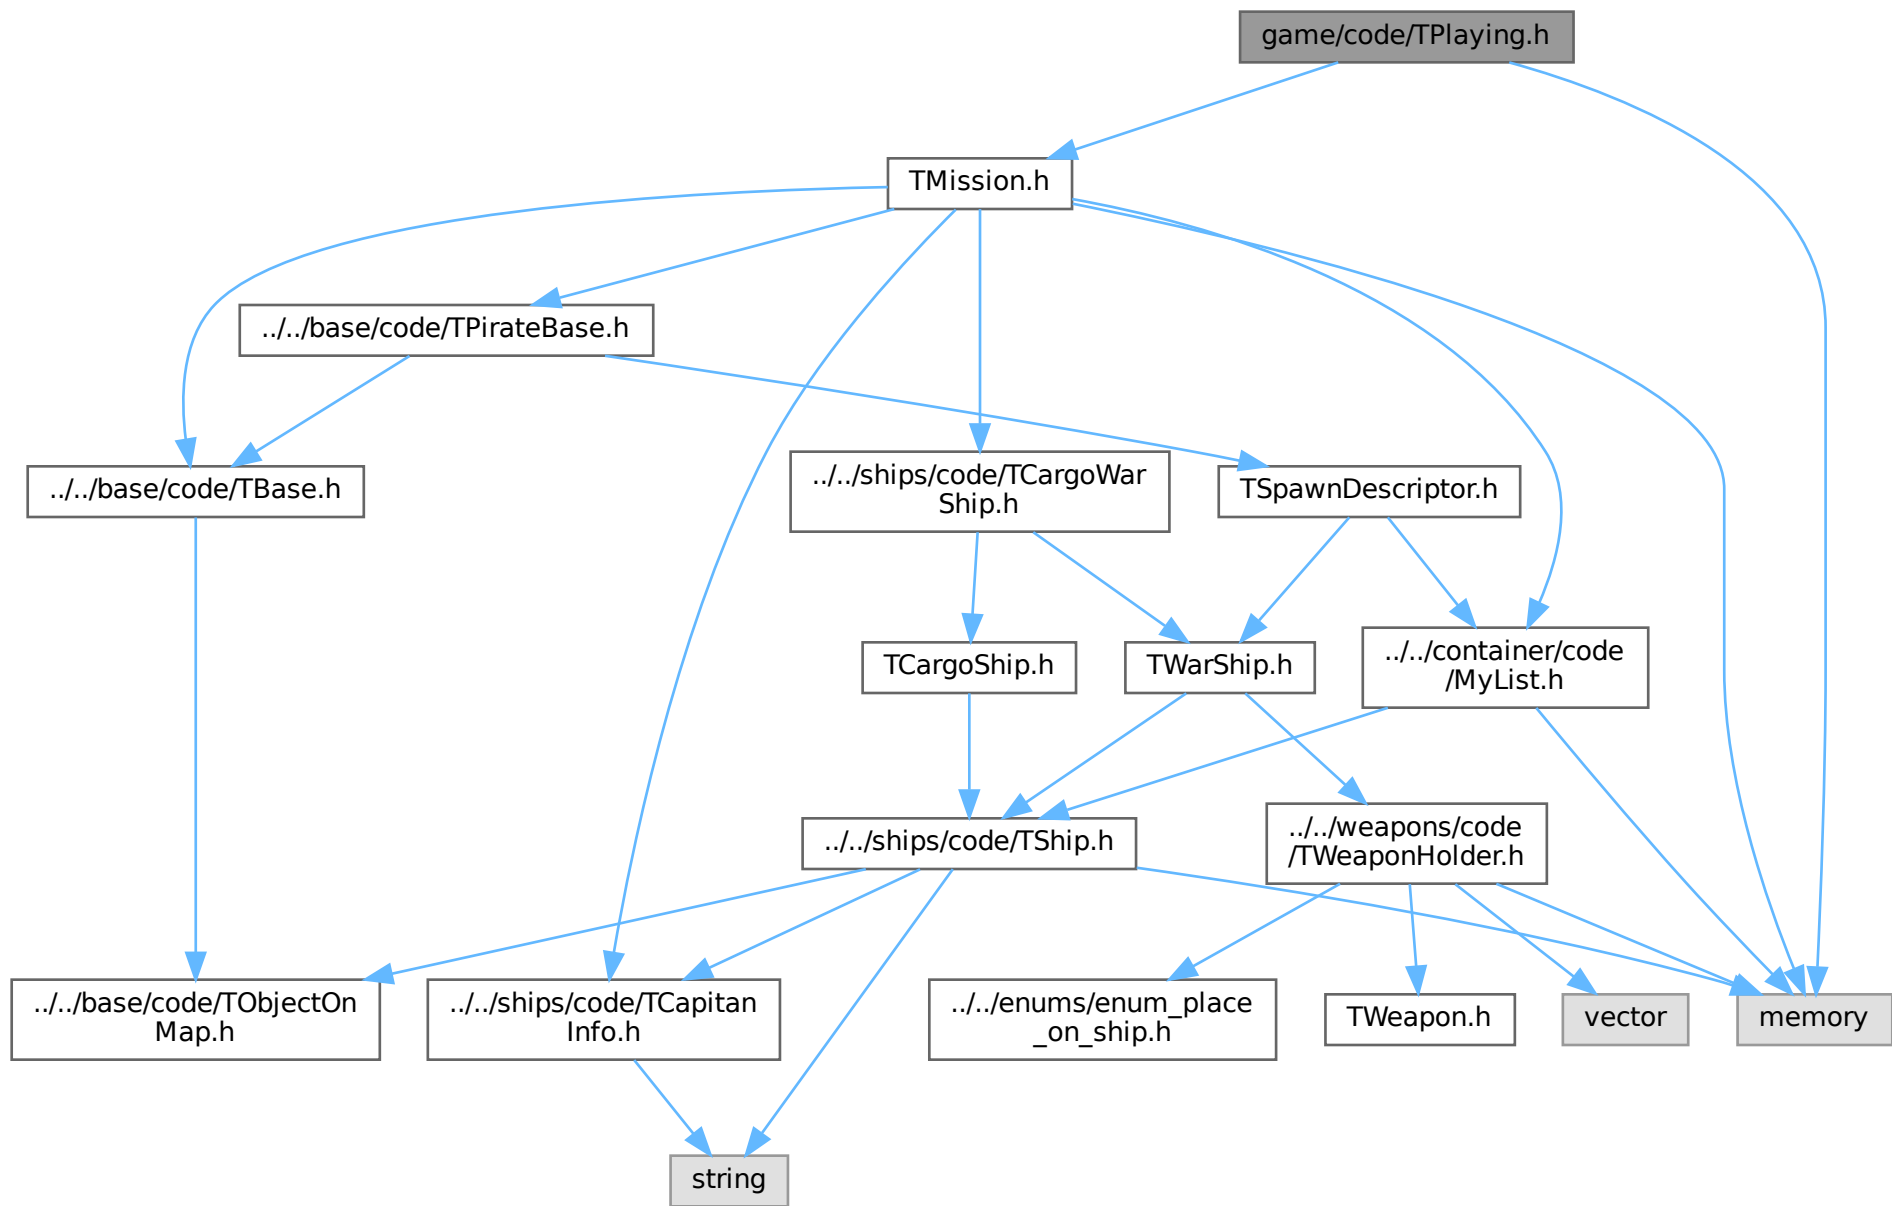 game/code/TPlaying.h
TMission.h
../../base/code/TPirateBase.h
../../base/code/TBase.h
../../ships/code/TCargoWar
Ship.h
TSpawnDescriptor.h
TCargoShip.h
TWarShip.h
../../container/code
/MyList.h
../../ships/code/TShip.h
../../weapons/code
/TWeaponHolder.h
../../base/code/TObjectOn
Map.h
../../ships/code/TCapitan
Info.h
../../enums/enum_place
_on_ship.h
TWeapon.h
vector
memory
string